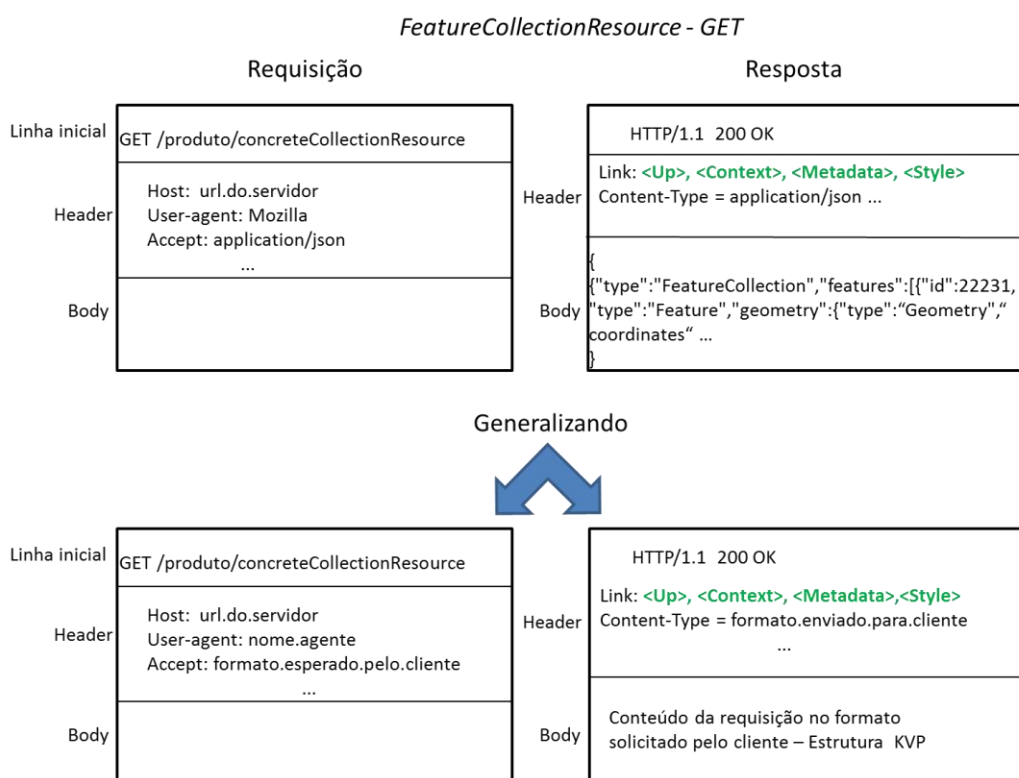 FeatureCollectionResource - GET
Requisição
Resposta
Linha inicial
GET /produto/concreteCollectionResource
Header
Host: url.do.servidor
User-agent: Mozilla
Accept: application/json
...
Body
HTTP/1.1 200 OK
Header
Link: <Up>, <Context>, <Metadata>, <Style>
Content-Type = application/json ...
Body
{
{"type":"FeatureCollection","features":[{"id":22231,
"type":"Feature","geometry":{"type":“Geometry",“
coordinates“ ...
}
Generalizando
Linha inicial
GET /produto/concreteCollectionResource
Header
Host: url.do.servidor
User-agent: nome.agente
Accept: formato.esperado.pelo.cliente
...
Body
HTTP/1.1 200 OK
Header
Link: <Up>, <Context>, <Metadata>,<Style>
Content-Type = formato.enviado.para.cliente
...
Body
Conteúdo da requisição no formato
solicitado pelo cliente – Estrutura KVP